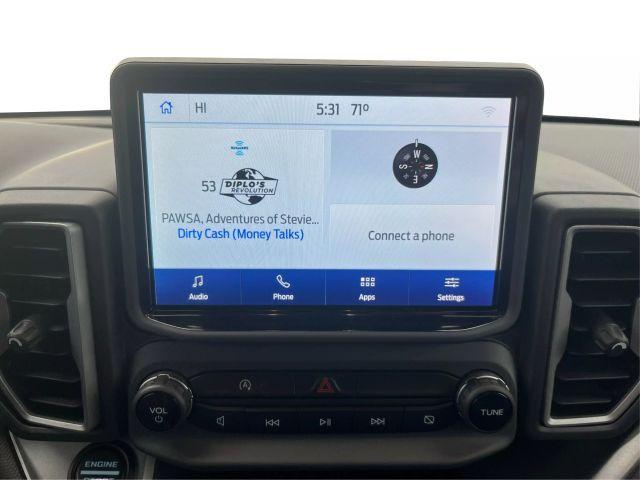 HI
5:31 71°
SiriusXM
53 DIPLO'S
REVOLUTION
PAWSA, Adventures of Stevie...
Dirty Cash (Money Talks)
W
S N
E
Connect a phone
Audio Phone Apps Settings
A
VOL
TUNE
ENGINE